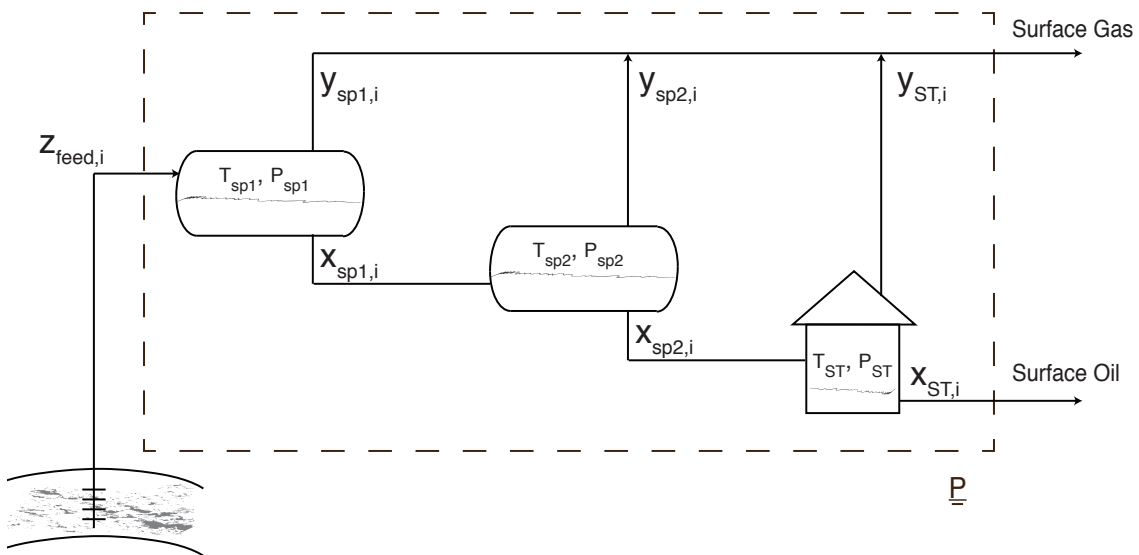 Surface Gas
y_sp1,i
y_sp2,i
y_ST,i
z_feed,i
T_sp1, P_sp1
x_sp1,i
T_sp2, P_sp2
x_sp2,i
T_ST, P_ST
x_ST,i
Surface Oil
P